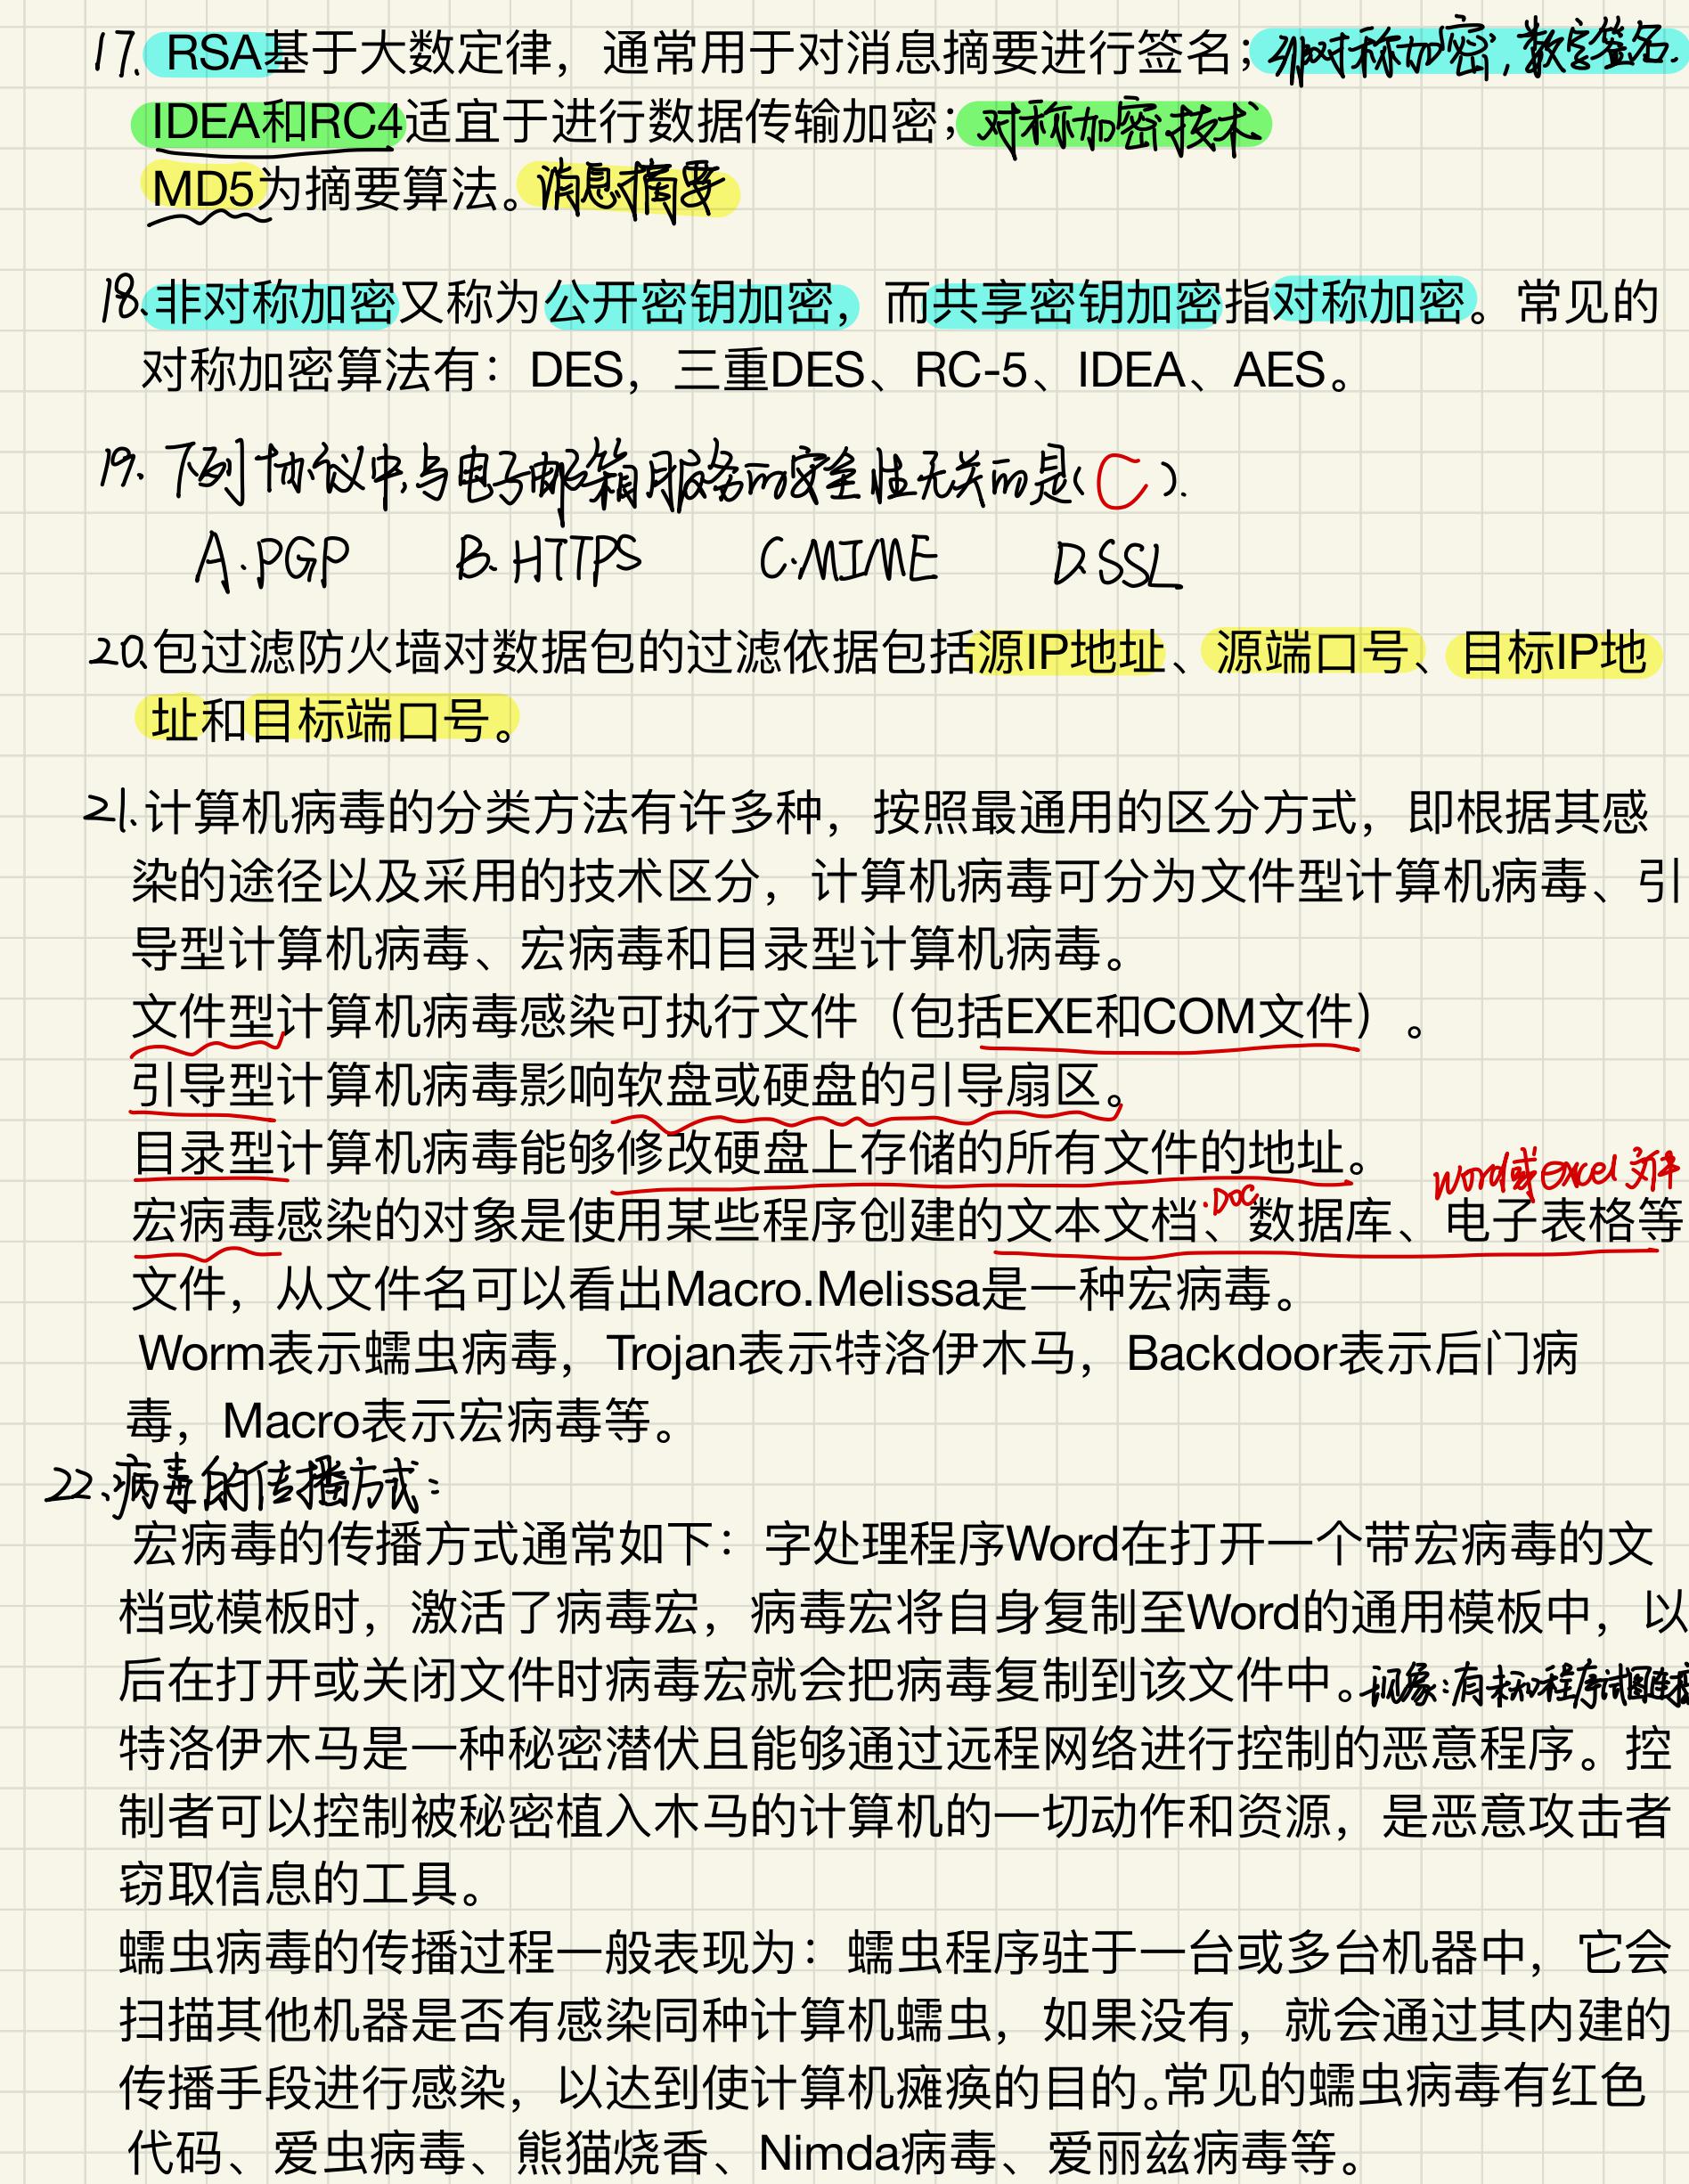 17. RSA基于大数定律，通常用于对消息摘要进行签名；非对称加密，数字签名.
IDEA和RC4适宜于进行数据传输加密；对称加密技术
MD5为摘要算法。消息摘要
18.非对称加密又称为公开密钥加密，而共享密钥加密指对称加密。常见的
对称加密算法有：DES，三重DES、RC-5、IDEA、AES。
19. 下列协议中,与电子邮箱服务的安全性无关的是( C ).
A.PGP B.HTTPS C.MIME D.SSL
20.包过滤防火墙对数据包的过滤依据包括源IP地址、源端口号、目标IP地
址和目标端口号。
21.计算机病毒的分类方法有许多种，按照最通用的区分方式，即根据其感
染的途径以及采用的技术区分，计算机病毒可分为文件型计算机病毒、引
导型计算机病毒、宏病毒和目录型计算机病毒。
文件型计算机病毒感染可执行文件（包括EXE和COM文件）。
引导型计算机病毒影响软盘或硬盘的引导扇区。
目录型计算机病毒能够修改硬盘上存储的所有文件的地址。
.DOC word或excel文件
宏病毒感染的对象是使用某些程序创建的文本文档、数据库、电子表格等
文件，从文件名可以看出Macro.Melissa是一种宏病毒。
Worm表示蠕虫病毒，Trojan表示特洛伊木马，Backdoor表示后门病
毒，Macro表示宏病毒等。
22.病毒的传播方式：
宏病毒的传播方式通常如下：字处理程序Word在打开一个带宏病毒的文
档或模板时，激活了病毒宏，病毒宏将自身复制至Word的通用模板中，以
后在打开或关闭文件时病毒宏就会把病毒复制到该文件中。现象:有
特洛伊木马是一种秘密潜伏且能够通过远程网络进行控制的恶意程序。控
制者可以控制被秘密植入木马的计算机的一切动作和资源，是恶意攻击者
窃取信息的工具。
蠕虫病毒的传播过程一般表现为：蠕虫程序驻于一台或多台机器中，它会
扫描其他机器是否有感染同种计算机蠕虫，如果没有，就会通过其内建的
传播手段进行感染，以达到使计算机瘫痪的目的。常见的蠕虫病毒有红色
代码、爱虫病毒、熊猫烧香、Nimda病毒、爱丽兹病毒等。